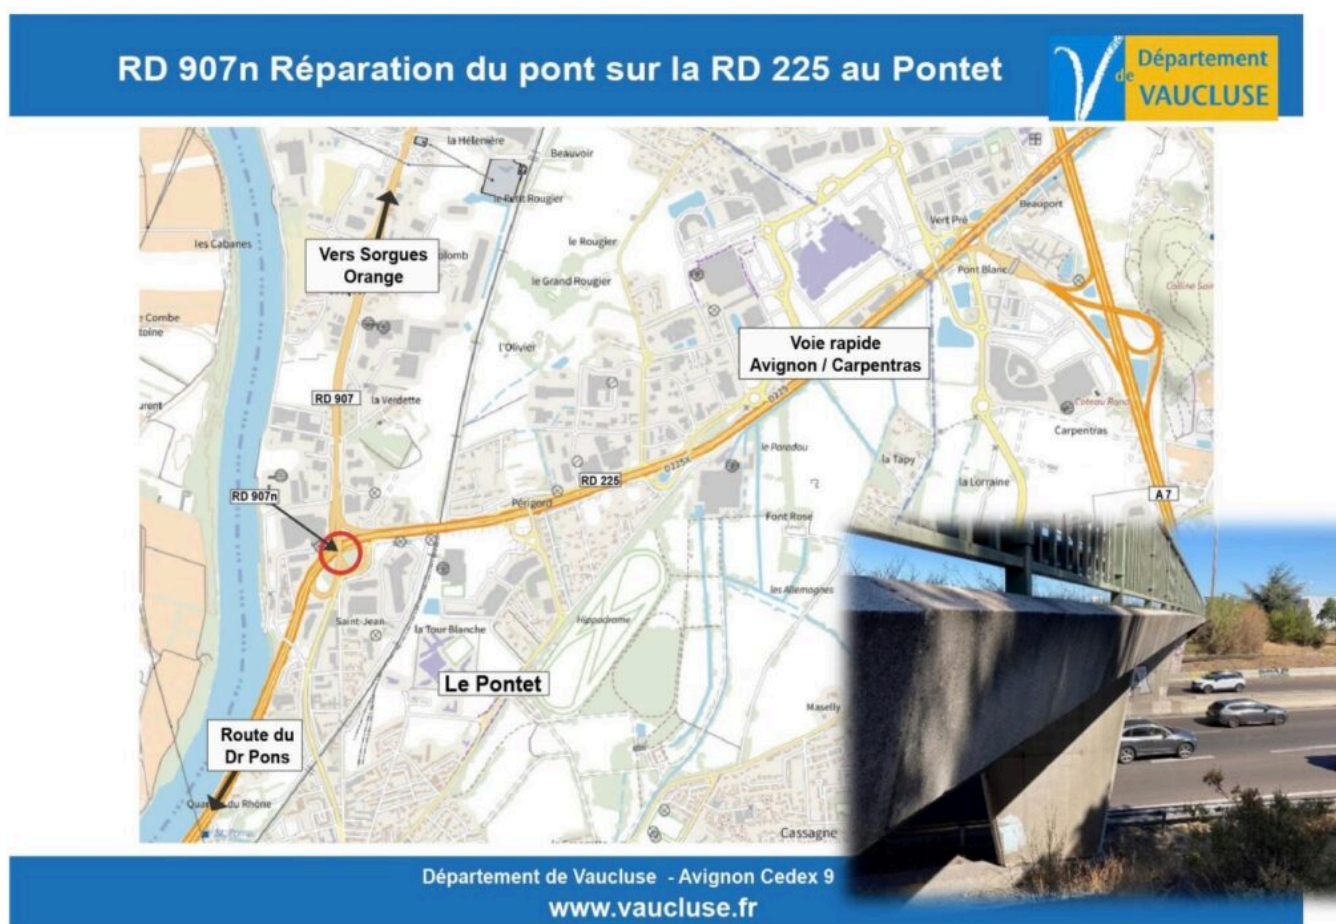 RD 907n Réparation du pont sur la RD 225 au Pontet
Département
de VAUCLUSE
la Hélenière
Beauvoir
le Petit Rougier
les Cabanes
Vers Sorgues
Orange
le Rougier
le Grand Rougier
Vert Pré
Beauport
Pont Blanc
l'Olivier
Voie rapide
Avignon / Carpentras
D225
RD 907
la Verdette
Coteau Rond
Carpentras
le Paradou
la Tapy
D225X
RD 225
la Lorraine
A 7
RD 907n
Périgord
Font Rose
les Allemagnes
Saint-Jean
la Tour Blanche
Hippodrome
Le Pontet
Maselly
Route du
Dr Pons
du Rhône
Cassagne
Département de Vaucluse - Avignon Cedex 9
www.vaucluse.fr